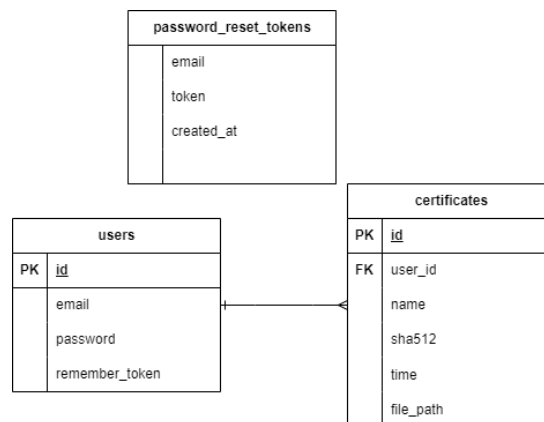 password_reset_tokens
email
token
created_at
users
PK id
email
password
remember_token
certificates
PK id
FK user_id
name
sha512
time
file_path